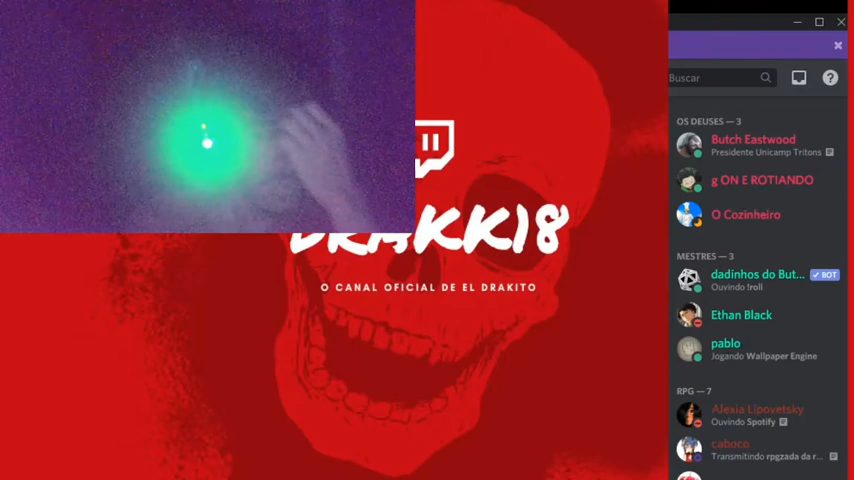 DRAKK18
O CANAL OFICIAL DE EL DRAKITO
Buscar
OS DEUSES — 3
Butch Eastwood
Presidente Unicamp Tritons
g ON E ROTIANDO
O Cozinheiro
MESTRES — 3
dadinhos do But... ✓ BOT
Ouvindo !roll
Ethan Black
pablo
Jogando Wallpaper Engine
RPG — 7
Alexia Lipovetsky
Ouvindo Spotify
caboco
Transmitindo rpgzada da r...